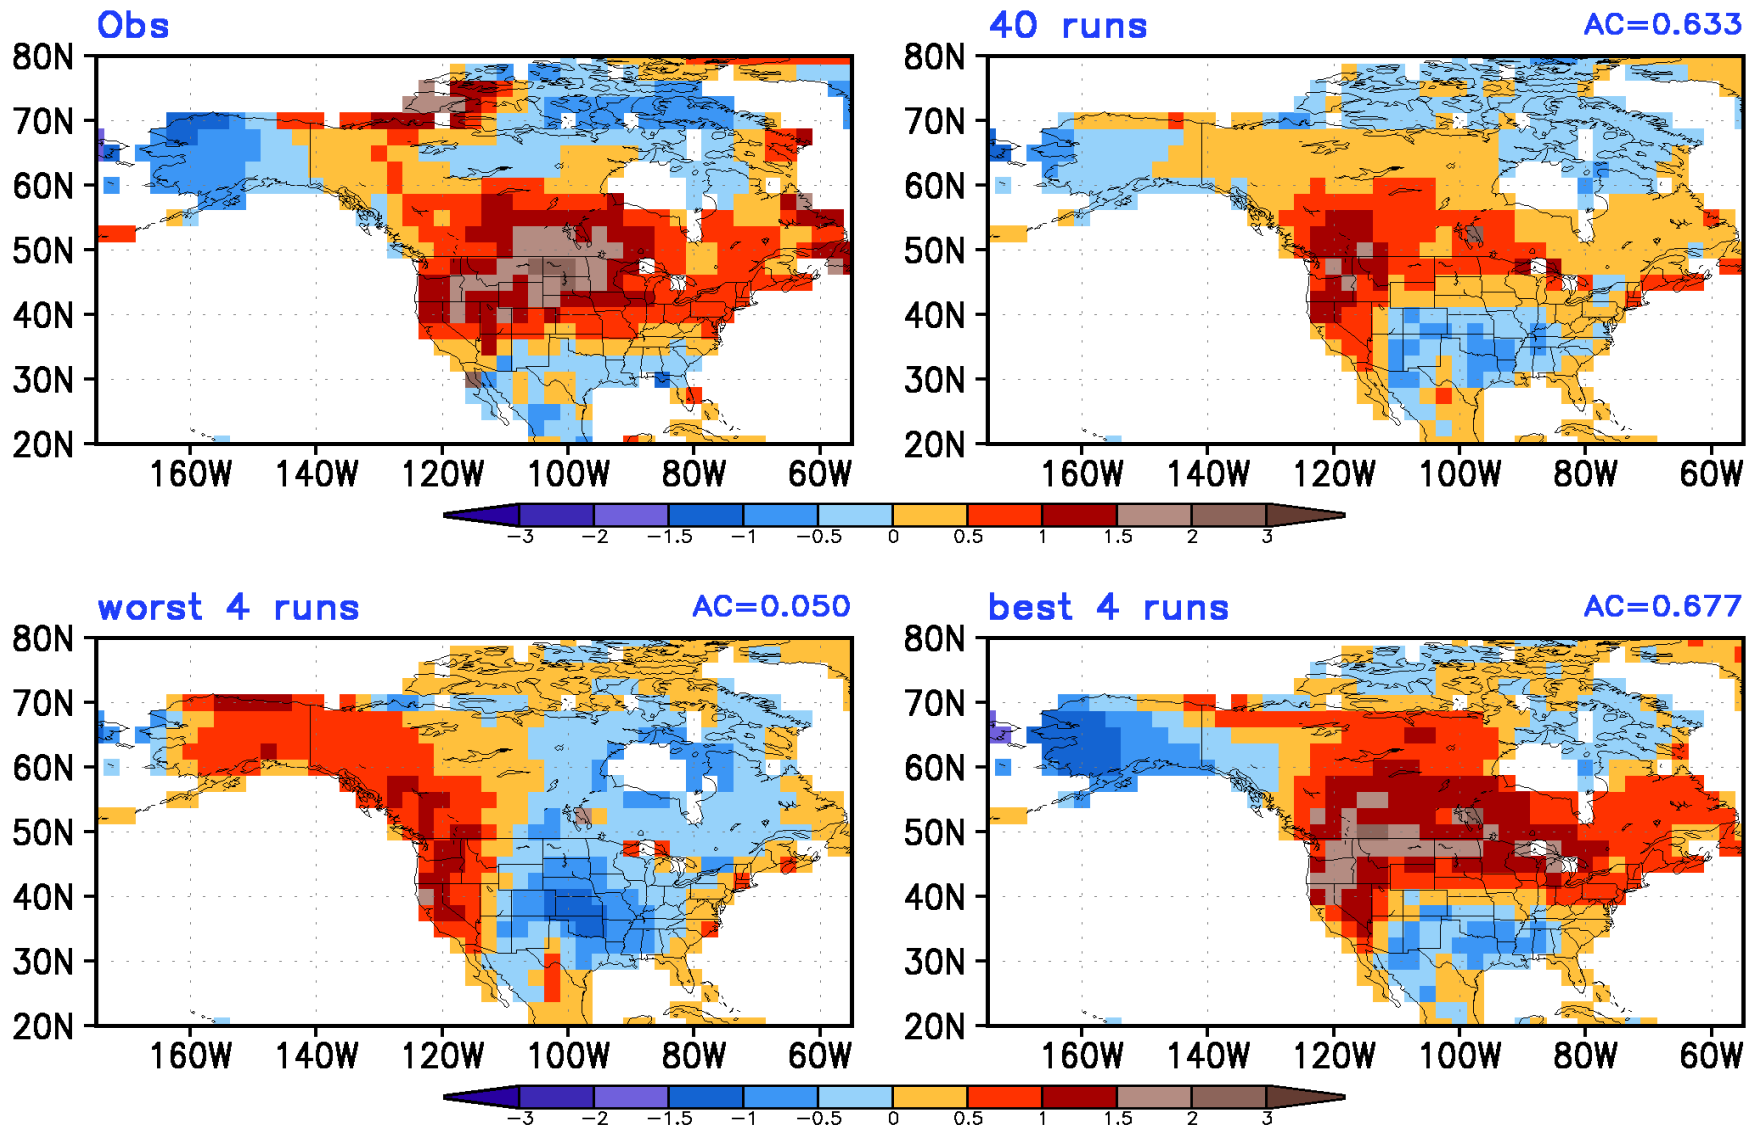 Obs
40 runs AC=0.633
80N 80N
70N 70N
60N 60N
50N 50N
40N 40N
30N 30N
20N 20N
160W 140W 120W 100W 80W 60W 160W 140W 120W 100W 80W 60W
-3 -2 -1.5 -1 -0.5 0 0.5 1 1.5 2 3
worst 4 runs AC=0.050
best 4 runs AC=0.677
80N 80N
70N 70N
60N 60N
50N 50N
40N 40N
30N 30N
20N 20N
160W 140W 120W 100W 80W 60W 160W 140W 120W 100W 80W 60W
-3 -2 -1.5 -1 -0.5 0 0.5 1 1.5 2 3